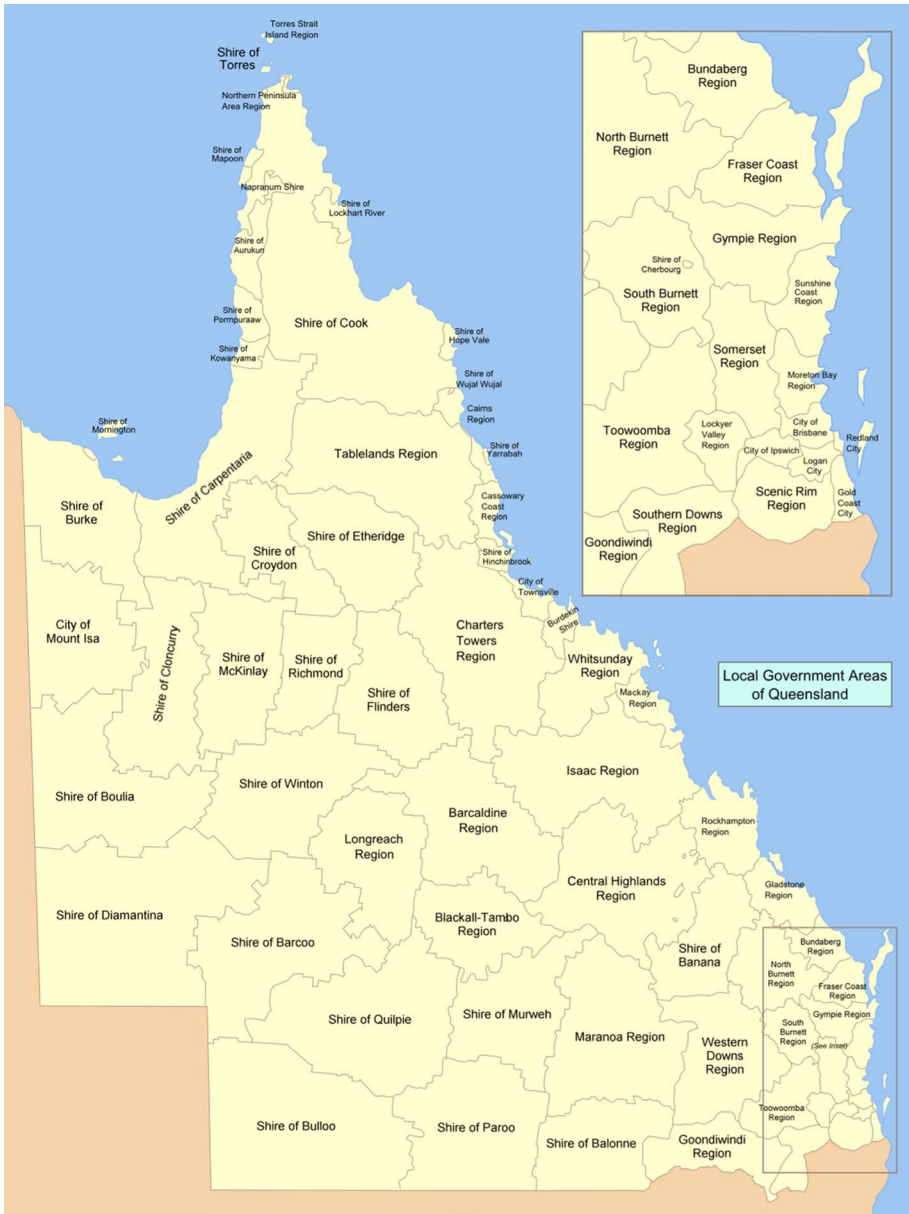 Torres Strait
Island Region
Shire of
Torres
Northern Peninsula
Area Region
Shire of
Mapoon
Napranum Shire
Shire of
Lockhart River
Shire of
Aurukun
Shire of
Pormpuraaw
Shire of Cook
Shire of
Hope Vale
Shire of
Kowanyama
Shire of
Wujal Wujal
Cairns
Region
Shire of
Mornington
Shire of Carpentaria
Tablelands Region
Shire of
Yarrabah
Cassowary
Coast
Region
Shire of
Burke
Shire of
Croydon
Shire of Etheridge
Shire of
Hinchinbrook
City of
Townsville
Burdekin
Shire
City of
Mount Isa
Shire of Cloncurry
Shire of
McKinlay
Shire of
Richmond
Shire of
Flinders
Charters
Towers
Region
Whitsunday
Region
Mackay
Region
Shire of Boulia
Shire of Winton
Isaac Region
Longreach
Region
Barcaldine
Region
Rockhampton
Region
Central Highlands
Region
Gladstone
Region
Shire of Diamantina
Shire of Barcoo
Blackall-Tambo
Region
Shire of
Banana
Bundaberg
Region
North
Burnett
Region
Fraser Coast
Region
Gympie Region
South
Burnett
Region
(See Inset)
Shire of Quilpie
Shire of Murweh
Maranoa Region
Western
Downs
Region
Toowoomba
Region
Shire of Bulloo
Shire of Paroo
Shire of Balonne
Goondiwindi
Region
Bundaberg
Region
North Burnett
Region
Fraser Coast
Region
Gympie Region
Shire of
Cherbourg
South Burnett
Region
Sunshine
Coast
Region
Somerset
Region
Moreton Bay
Region
Toowoomba
Region
Lockyer
Valley
Region
City of
Brisbane
Redland
City
City of Ipswich
Logan
City
Scenic Rim
Region
Gold
Coast
City
Southern Downs
Region
Goondiwindi
Region
Local Government Areas
of Queensland